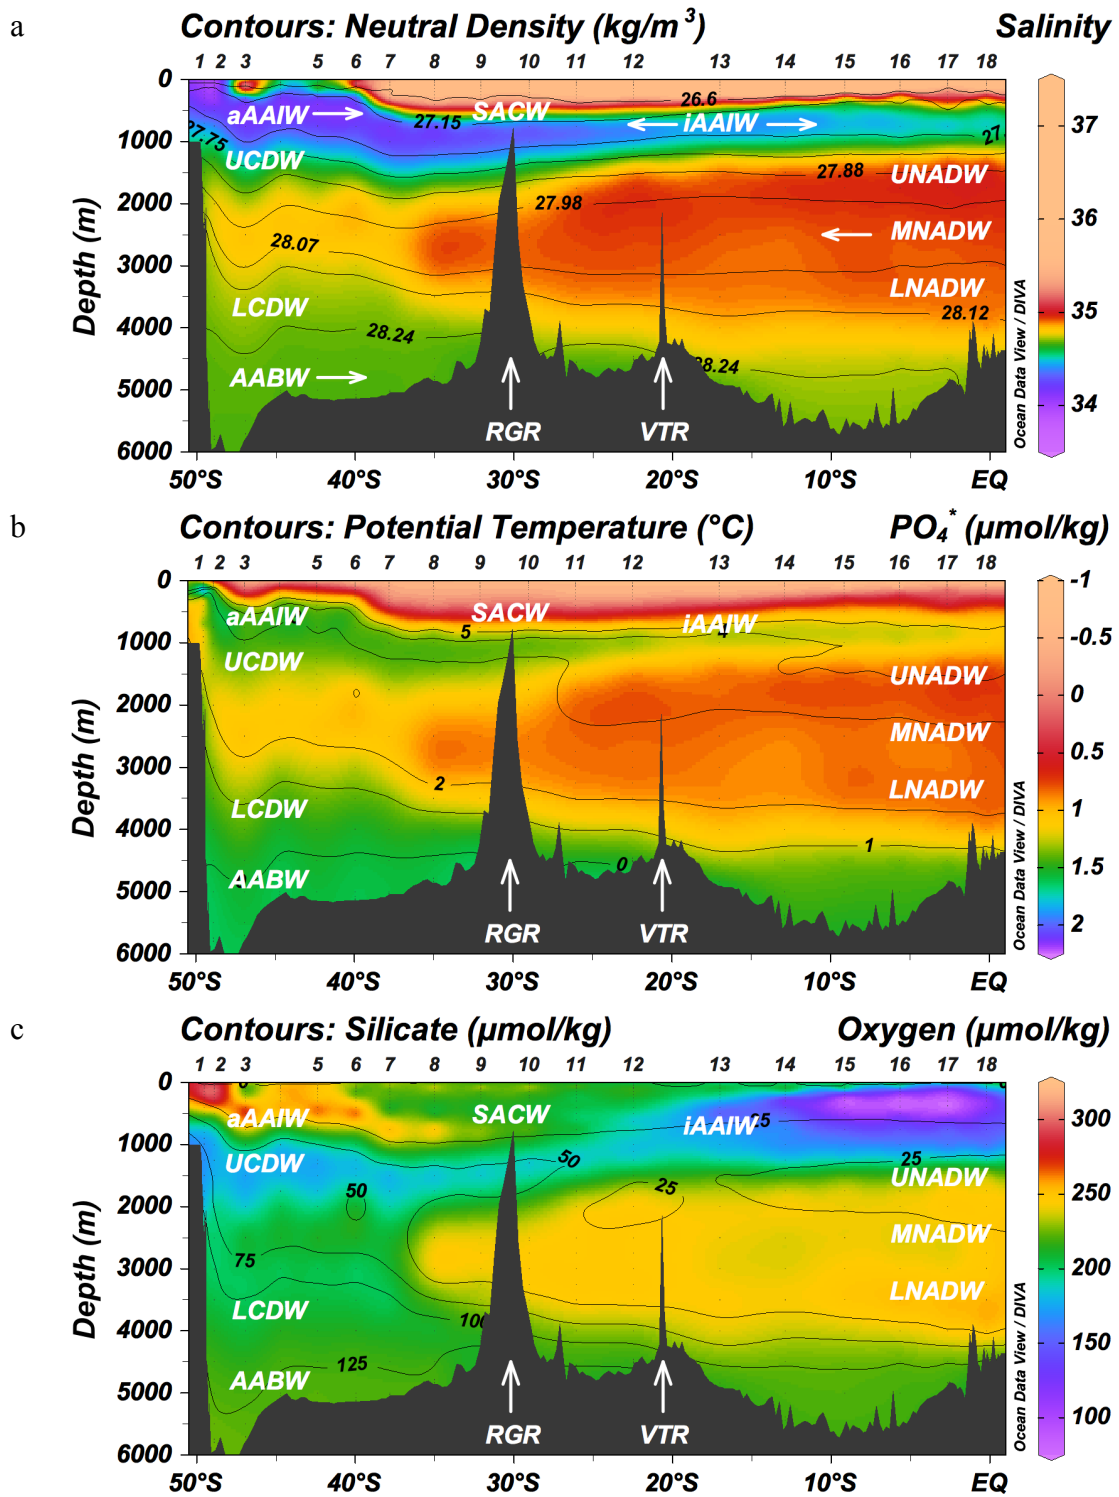 a
Contours: Neutral Density (kg/m³) Salinity
1 2 3 5 6 7 8 9 10 11 12 13 14 15 16 17 18
0
1000
2000
3000
4000
5000
6000
Depth (m)
26.6
aAAIW SACW
27.15 iAAIW
27.75 27.
UCDW
27.88 UNADW
27.98
28.07 MNADW
LCDW LNADW
28.12
28.24
28.24
AABW
RGR VTR
50°S 40°S 30°S 20°S 10°S EQ
37
36
35
34
Ocean Data View / DIVA
b
Contours: Potential Temperature (°C) PO₄* (µmol/kg)
1 2 3 5 6 7 8 9 10 11 12 13 14 15 16 17 18
0
1000
2000
3000
4000
5000
6000
Depth (m)
aAAIW SACW
5 iAAIW 4
UCDW
UNADW
MNADW
2
LCDW LNADW
1
0
AABW
RGR VTR
50°S 40°S 30°S 20°S 10°S EQ
-1
-0.5
0
0.5
1
1.5
2
Ocean Data View / DIVA
c
Contours: Silicate (µmol/kg) Oxygen (µmol/kg)
1 2 3 5 6 7 8 9 10 11 12 13 14 15 16 17 18
0
1000
2000
3000
4000
5000
6000
Depth (m)
aAAIW SACW
iAAIW 25
UCDW 50 25
50 25 UNADW
MNADW
75
LCDW LNADW
100
125
AABW
RGR VTR
50°S 40°S 30°S 20°S 10°S EQ
300
250
200
150
100
Ocean Data View / DIVA